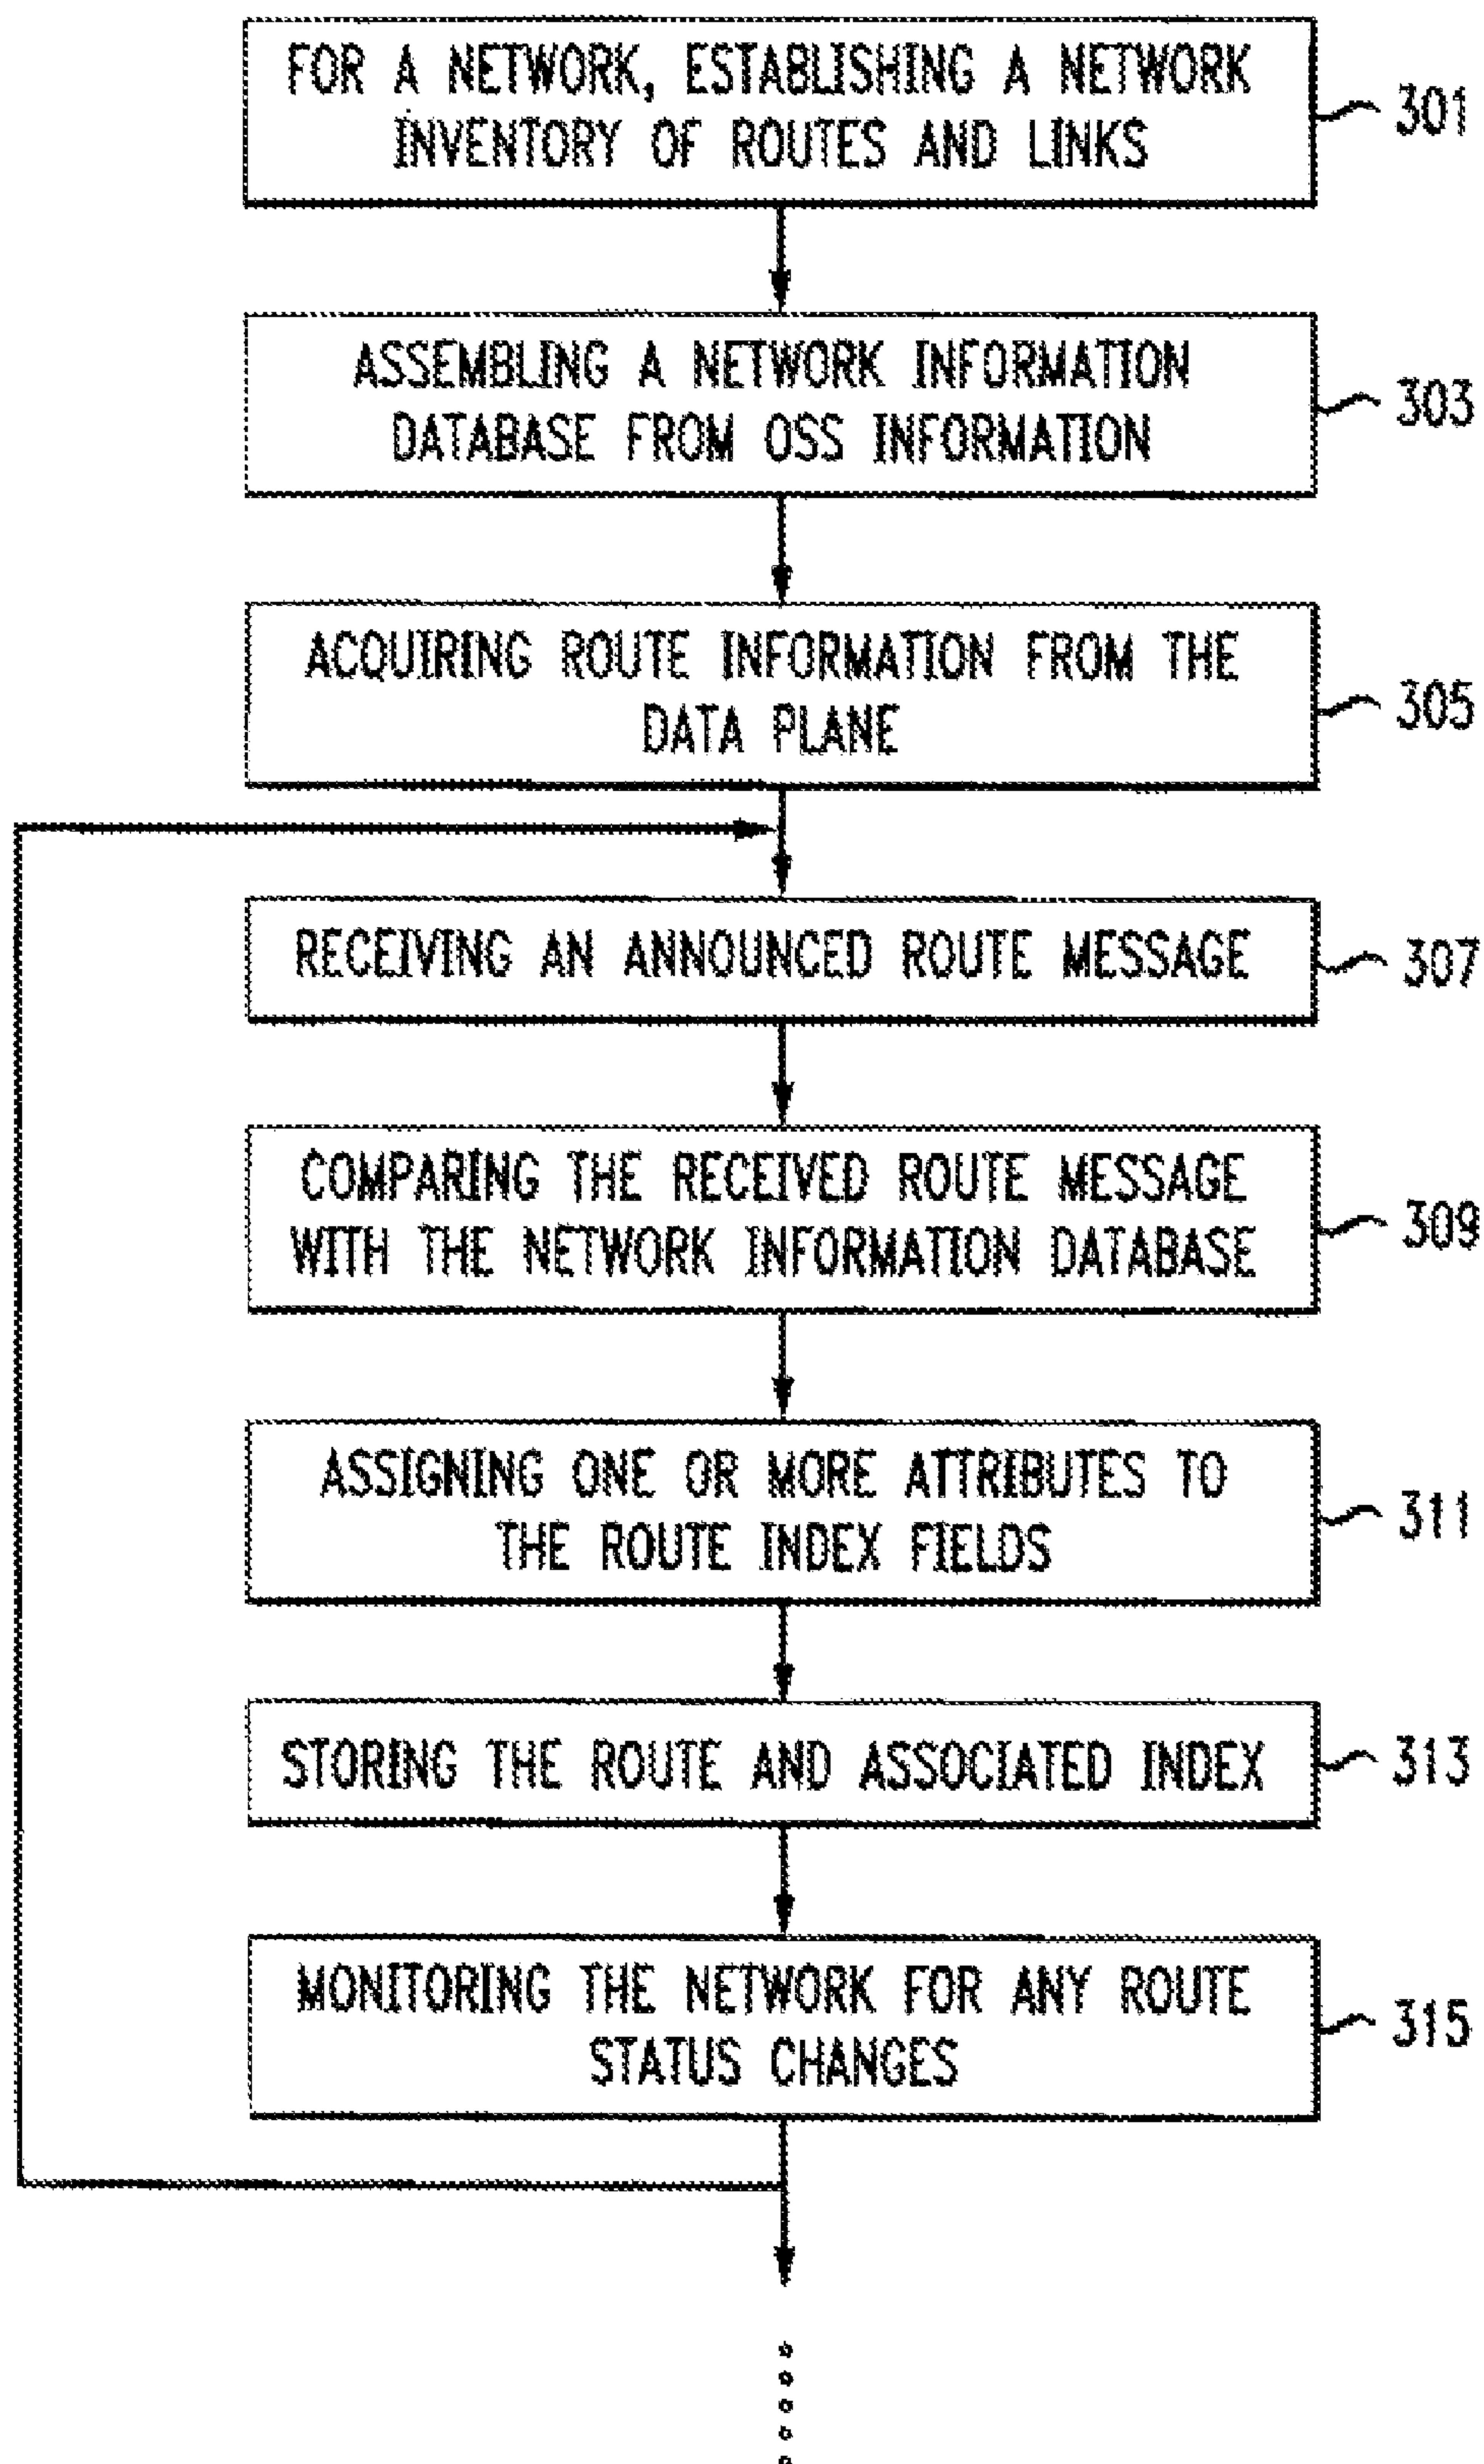 FOR A NETWORK, ESTABLISHING A NETWORK
INVENTORY OF ROUTES AND LINKS
301
ASSEMBLING A NETWORK INFORMATION
DATABASE FROM OSS INFORMATION
303
ACQUIRING ROUTE INFORMATION FROM THE
DATA PLANE
305
RECEIVING AN ANNOUNCED ROUTE MESSAGE
307
COMPARING THE RECEIVED ROUTE MESSAGE
WITH THE NETWORK INFORMATION DATABASE
309
ASSIGNING ONE OR MORE ATTRIBUTES TO
THE ROUTE INDEX FIELDS
311
STORING THE ROUTE AND ASSOCIATED INDEX
313
MONITORING THE NETWORK FOR ANY ROUTE
STATUS CHANGES
315